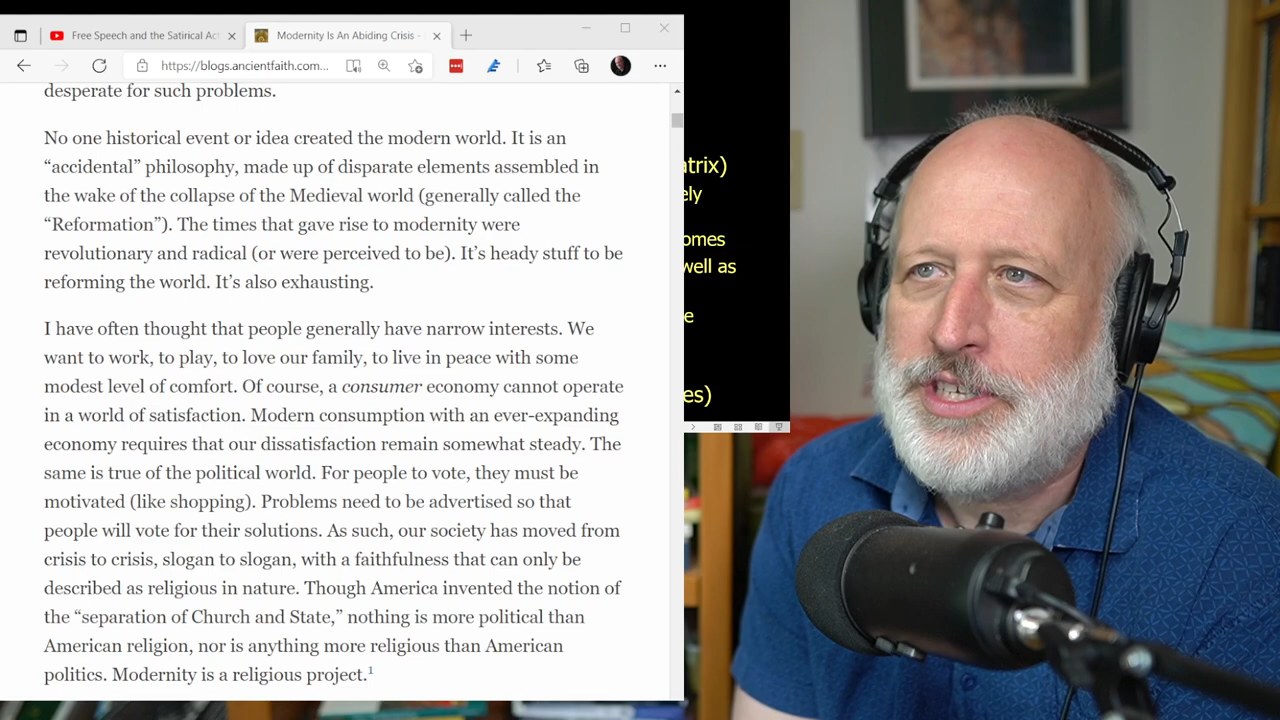 Free Speech and the Satirical Act
Modernity Is An Abiding Crisis -
https://blogs.ancientfaith.com...
desperate for such problems.
No one historical event or idea created the modern world. It is an
“accidental” philosophy, made up of disparate elements assembled in
the wake of the collapse of the Medieval world (generally called the
“Reformation”). The times that gave rise to modernity were
revolutionary and radical (or were perceived to be). It’s heady stuff to be
reforming the world. It’s also exhausting.
I have often thought that people generally have narrow interests. We
want to work, to play, to love our family, to live in peace with some
modest level of comfort. Of course, a consumer economy cannot operate
in a world of satisfaction. Modern consumption with an ever-expanding
economy requires that our dissatisfaction remain somewhat steady. The
same is true of the political world. For people to vote, they must be
motivated (like shopping). Problems need to be advertised so that
people will vote for their solutions. As such, our society has moved from
crisis to crisis, slogan to slogan, with a faithfulness that can only be
described as religious in nature. Though America invented the notion of
the “separation of Church and State,” nothing is more political than
American religion, nor is anything more religious than American
politics. Modernity is a religious project.1
atrix)
ely
omes
well as
e
es)